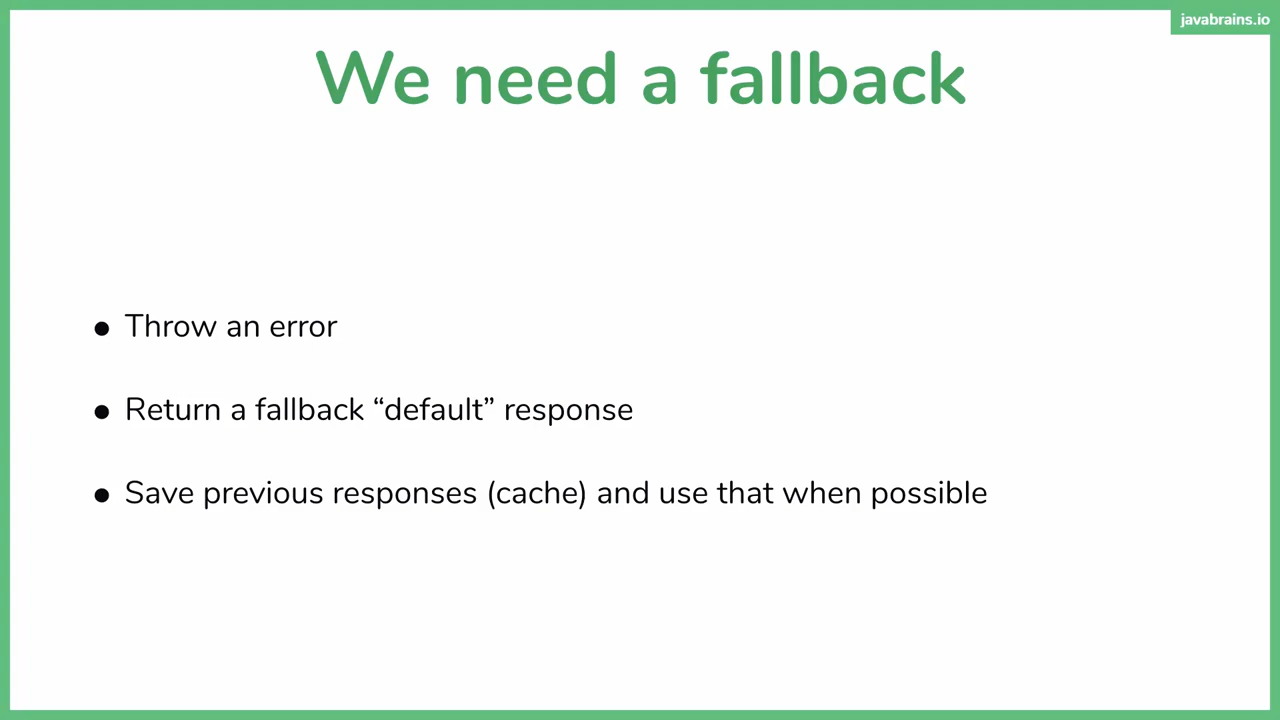 javabrains.io
We need a fallback
● Throw an error
● Return a fallback “default” response
● Save previous responses (cache) and use that when possible